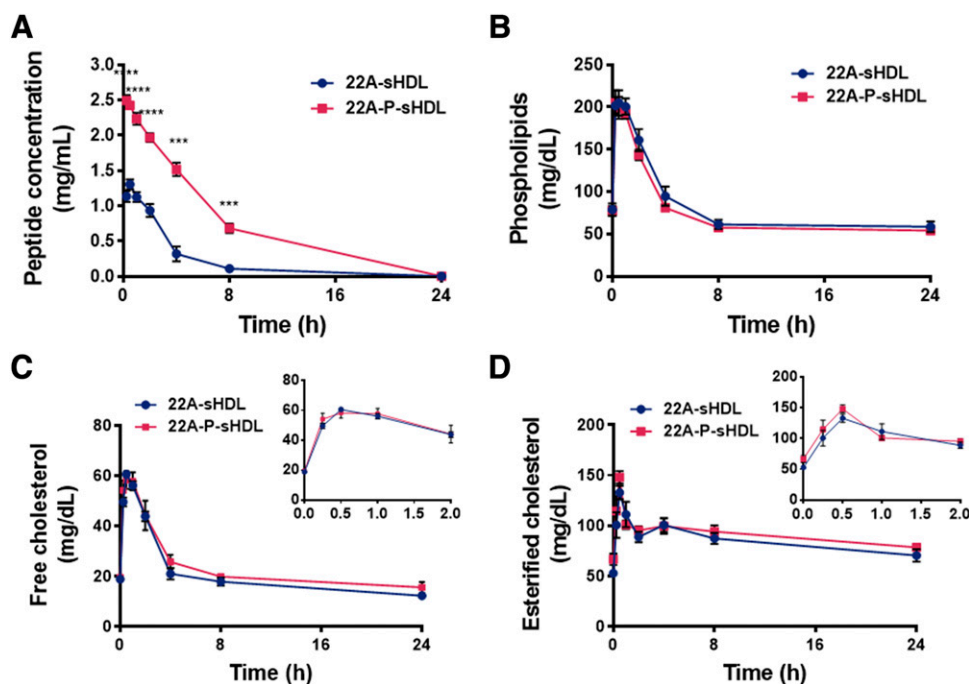 A
Peptide concentration
(mg/mL)
3.0
2.5
2.0
1.5
1.0
0.5
0.0
****
****
****
***
***
22A-sHDL
22A-P-sHDL
0
8
16
24
Time (h)
B
Phospholipids
(mg/dL)
250
200
150
100
50
0
22A-sHDL
22A-P-sHDL
0
8
16
24
Time (h)
C
Free cholesterol
(mg/dL)
80
60
40
20
0
22A-sHDL
22A-P-sHDL
60
40
20
0
0.0
0.5
1.0
1.5
2.0
0
8
16
24
Time (h)
D
Esterified cholesterol
(mg/dL)
200
150
100
50
0
22A-sHDL
22A-P-sHDL
200
150
100
50
0
0.0
0.5
1.0
1.5
2.0
0
8
16
24
Time (h)